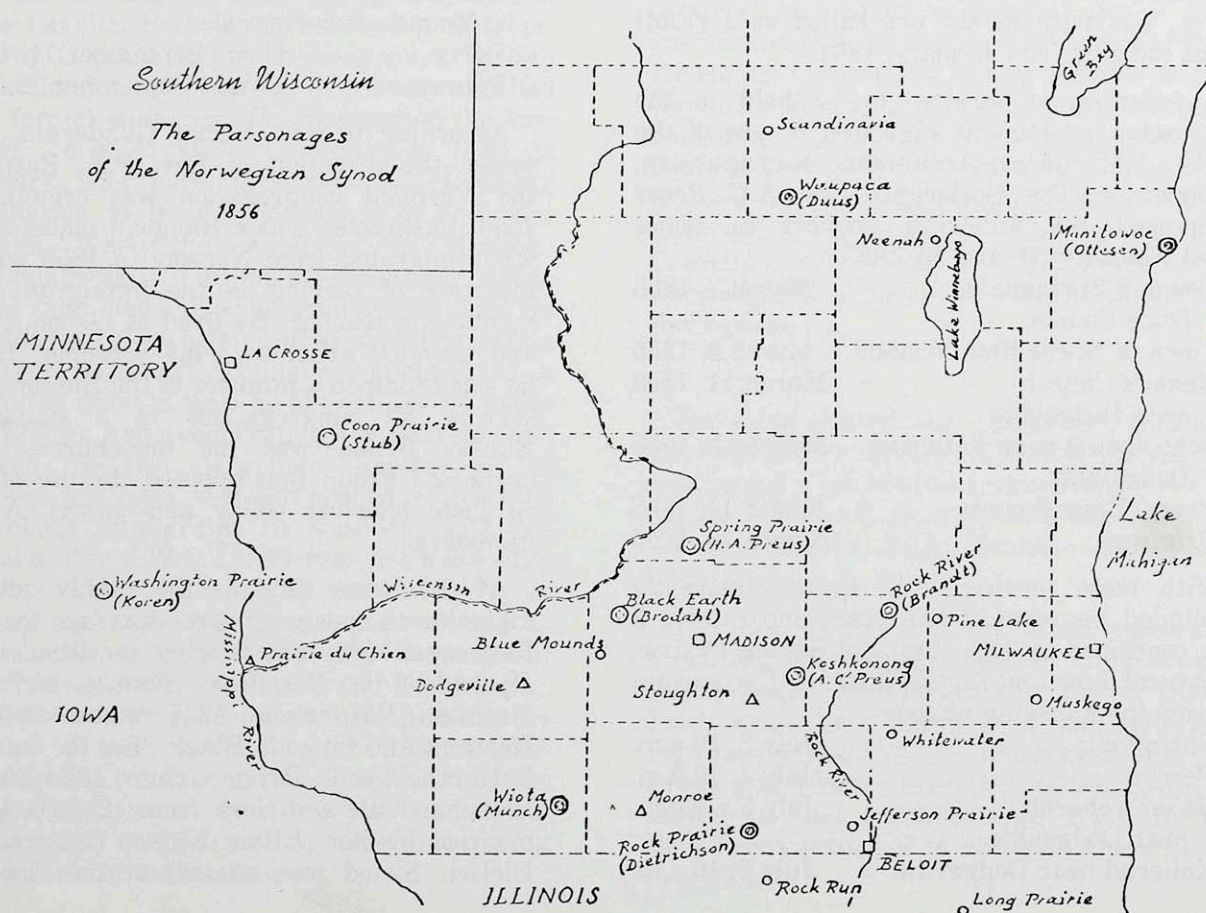 Southern Wisconsin
The Parsonages
of the Norwegian Synod
1856
Green
Bay
Scandinavia
Waupaca
(Duus)
Neenah
Manitowoc
(Ottesen)
Lake Winnebago
MINNESOTA
TERRITORY
LACROSSE
Coon Prairie
(Stub)
Lake
Michigan
Spring Prairie
(H.A. Preus)
Washington Prairie
(Koren)
Wisconsin River
Rock River
(Brandt)
Black Earth
(Brodahl)
Pine Lake
Blue Mounds
MADISON
MILWAUKEE
Mississippi
River
Prairie du Chien
Dodgeville
Koshkonong
(A.C. Preus)
Stoughton
Muskego
IOWA
Whitewater
Rock River
Wiota
(Munch)
Monroe
Rock Prairie
(Dietrichson)
Jefferson Prairie
BELOIT
Rock Run
ILLINOIS
Long Prairie